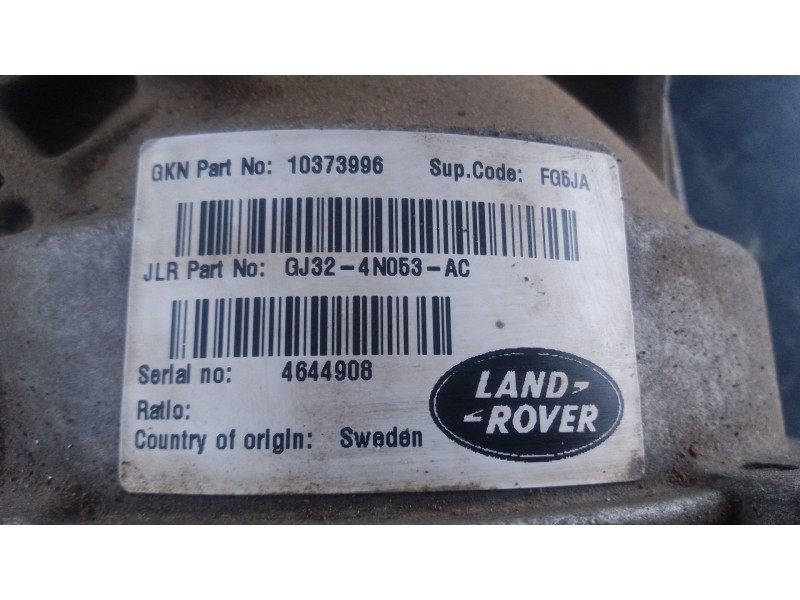 GKN Part No: 10373996 Sup.Code: FG5JA
JLR Part No: GJ32-4N053-AC
Serial no: 4644908
Ratio:
Country of origin: Sweden
LAND
ROVER